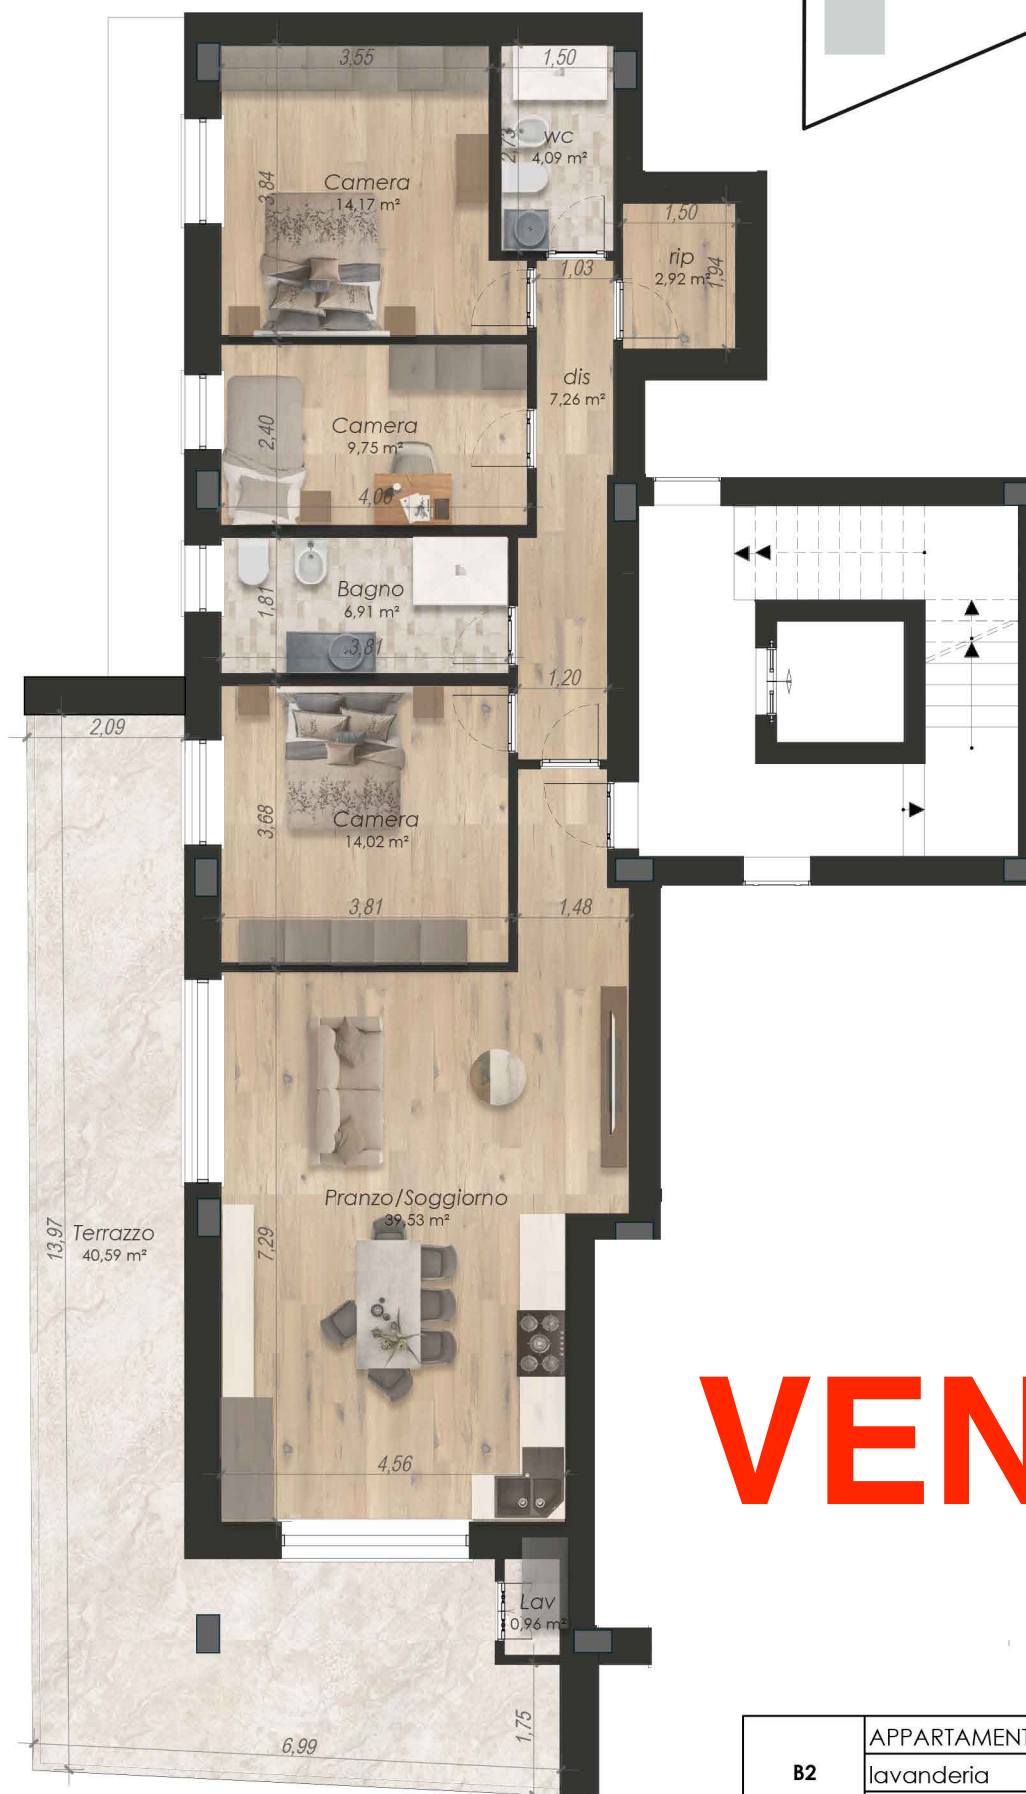 3,55
1,50
WC
4,09 m²
2,73
Camera
14,17 m²
3,84
1,50
rip
2,92 m²
1,94
1,03
dis
7,26 m²
Camera
9,75 m²
2,40
4,06
Bagno
6,91 m²
1,81
3,81
1,20
2,09
Camera
14,02 m²
3,68
3,81
1,48
Pranzo/Soggiorno
39,53 m²
7,29
Terrazzo
40,59 m²
13,97
4,56
VEN
Lav
0,96 m²
1,75
6,99
B2
APPARTAMENT
lavanderia